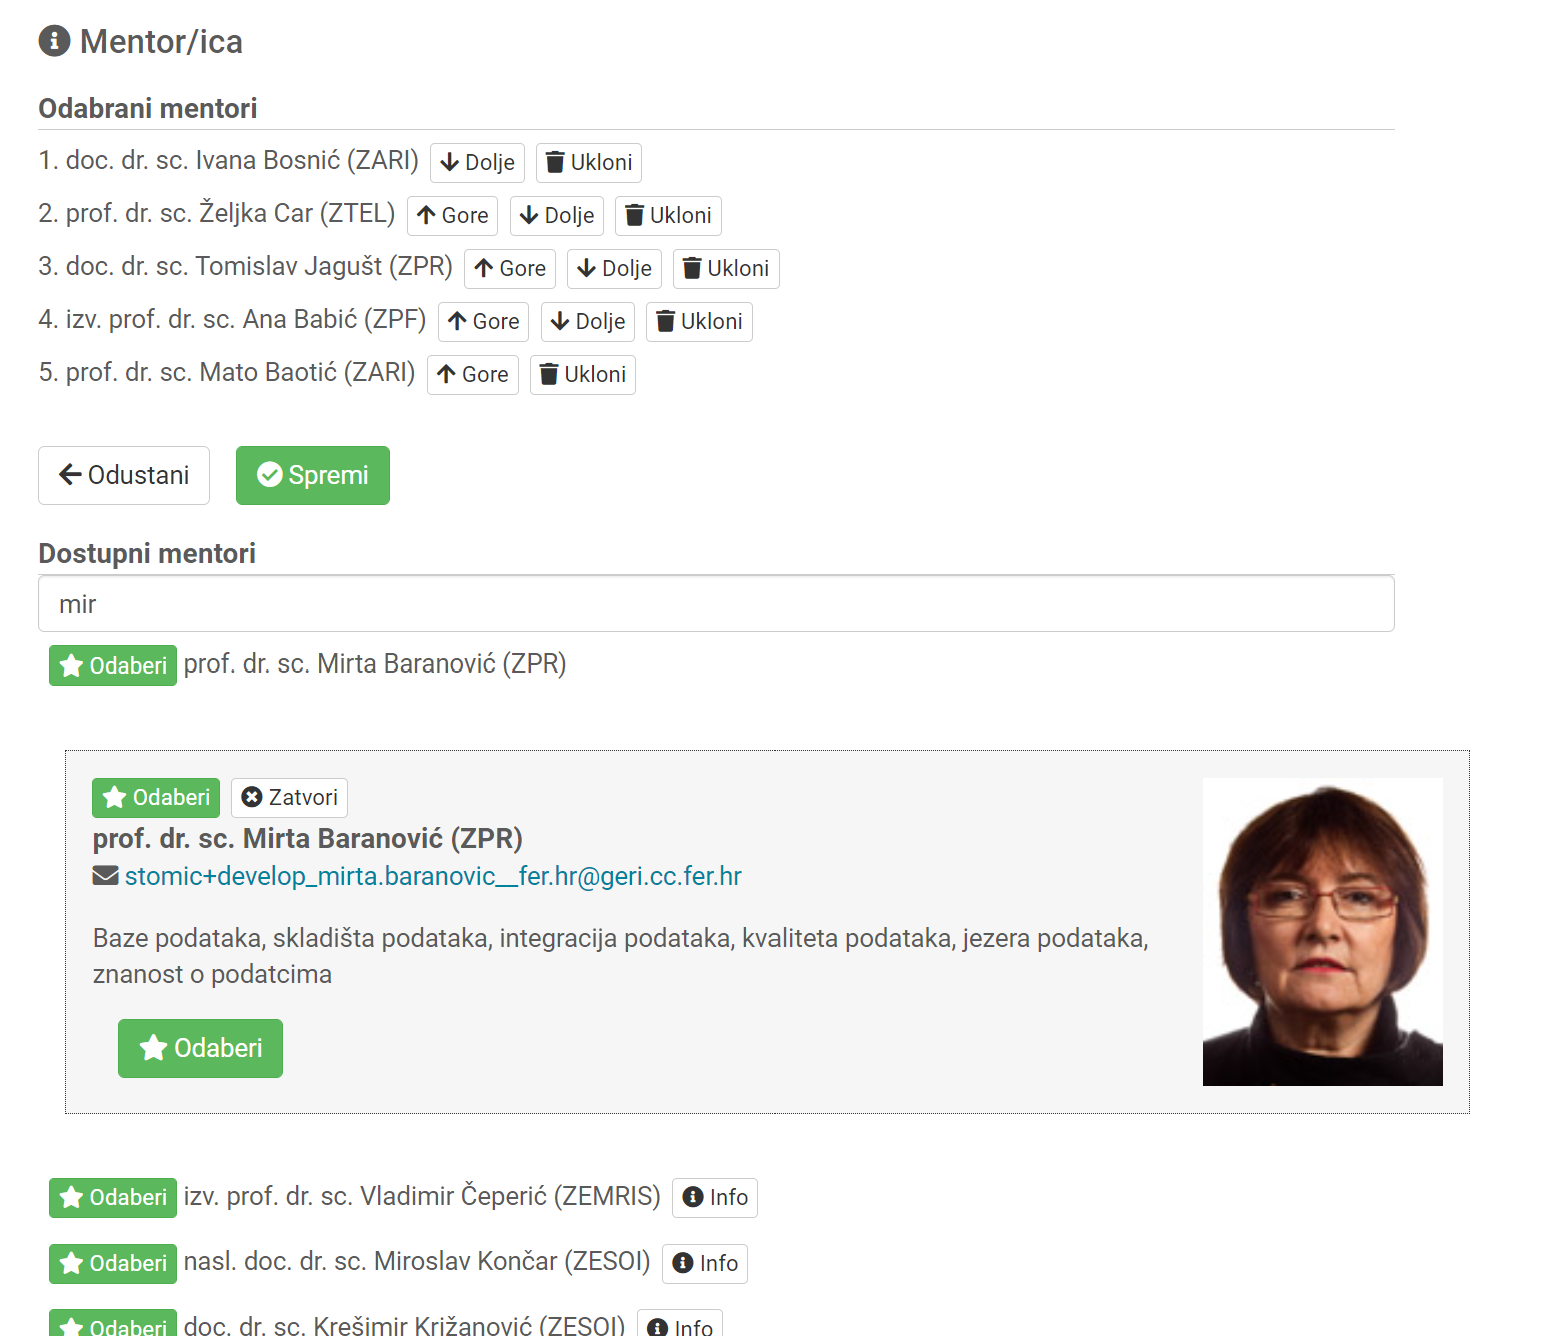 Mentor/ica
Odabrani mentori
1. doc. dr. sc. Ivana Bosnić (ZARI) Dolje Ukloni
2. prof. dr. sc. Željka Car (ZTEL) Gore Dolje Ukloni
3. doc. dr. sc. Tomislav Jagušt (ZPR) Gore Dolje Ukloni
4. izv. prof. dr. sc. Ana Babić (ZPF) Gore Dolje Ukloni
5. prof. dr. sc. Mato Baotić (ZARI) Gore Ukloni
Odustani Spremi
Dostupni mentori
mir
Odaberi prof. dr. sc. Mirta Baranović (ZPR)
Odaberi Zatvori
prof. dr. sc. Mirta Baranović (ZPR)
stomic+develop_mirta.baranovic__fer.hr@geri.cc.fer.hr
Baze podataka, skladišta podataka, integracija podataka, kvaliteta podataka, jezera podataka,
znanost o podatcima
Odaberi
Odaberi izv. prof. dr. sc. Vladimir Čeperić (ZEMRIS) Info
Odaberi nasl. doc. dr. sc. Miroslav Končar (ZESOI) Info
Odaberi doc. dr. sc. Krešimir Križanović (ZESOI) Info